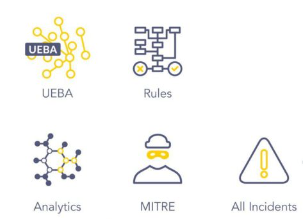 UEBA
UEBA
Rules
Analytics
MITRE
All Incidents